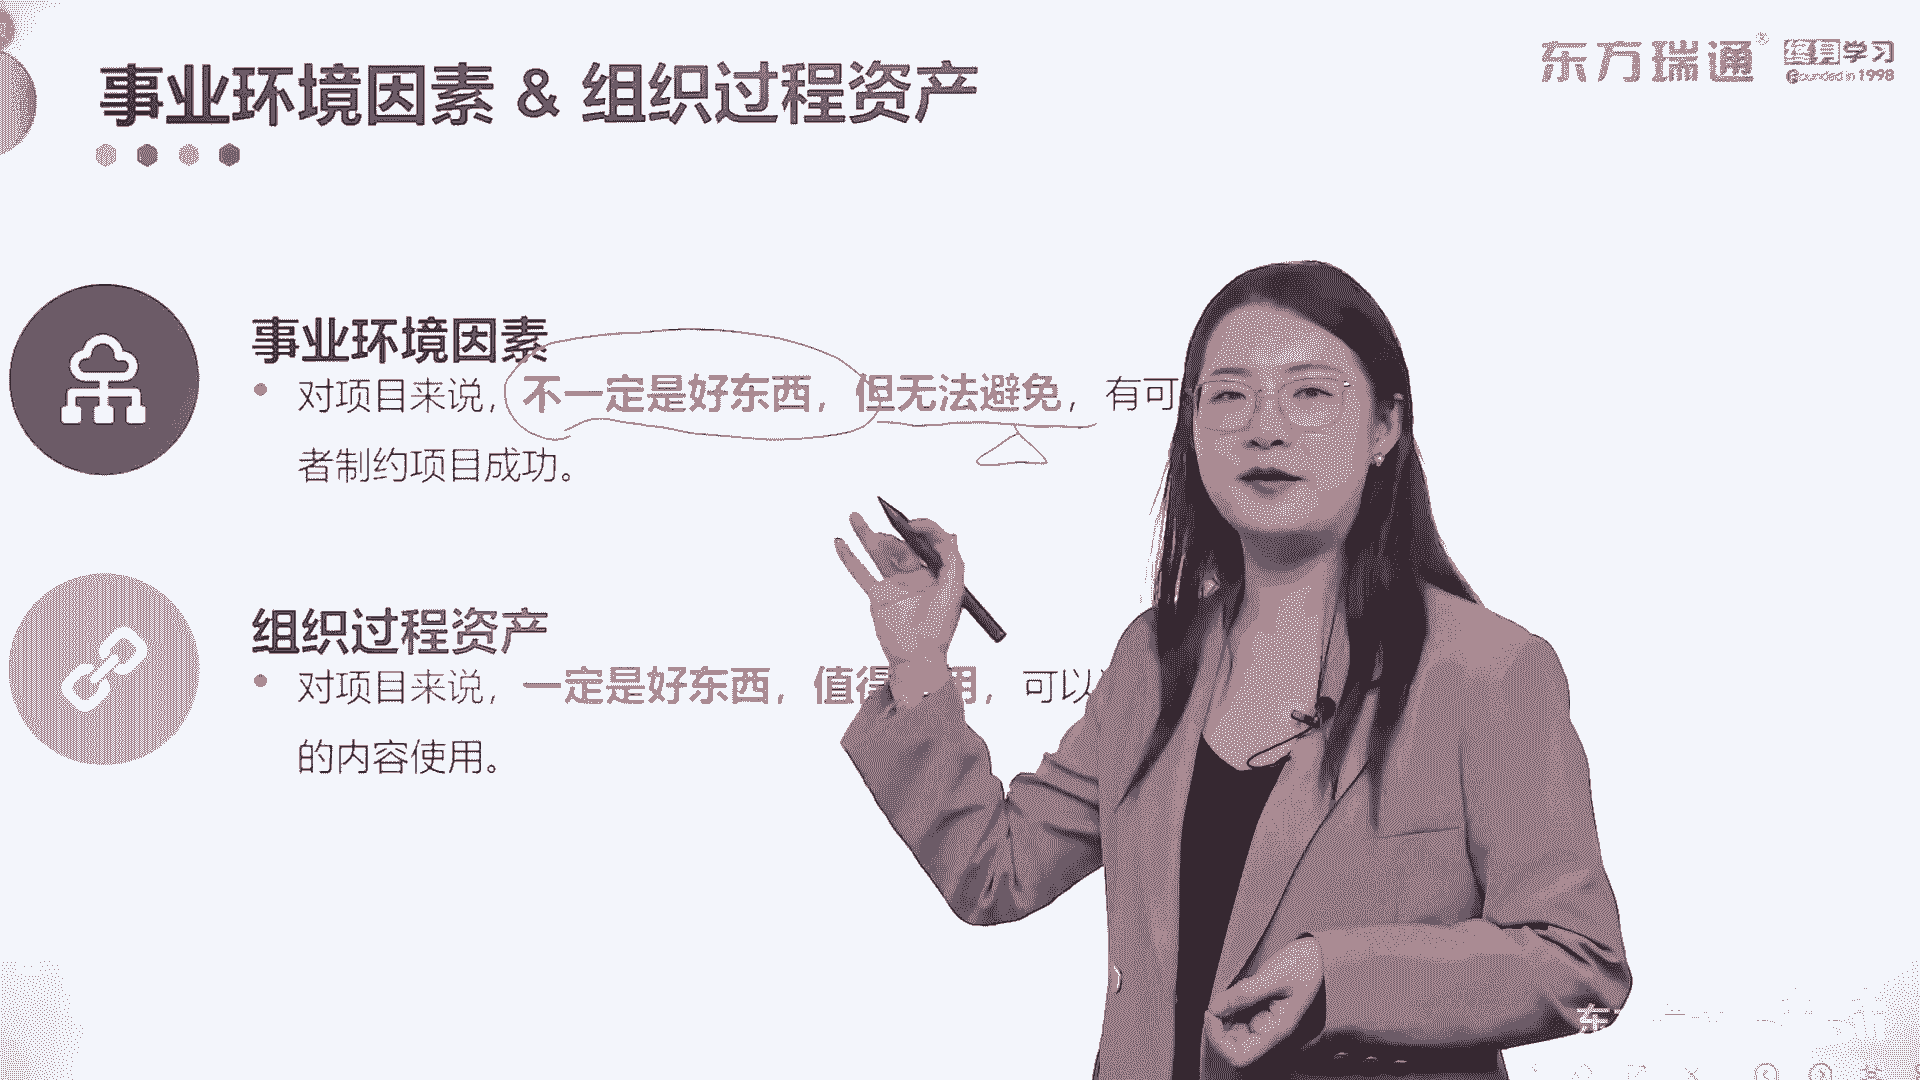 事业环境因素 & 组织过程资产
东方瑞通®
终身学习
Founded in 1998
事业环境因素
• 对项目来说,不一定是好东西,但无法避免,有可
者制约项目成功。
组织过程资产
• 对项目来说,一定是好东西,值得 用,可以
的内容使用。
东